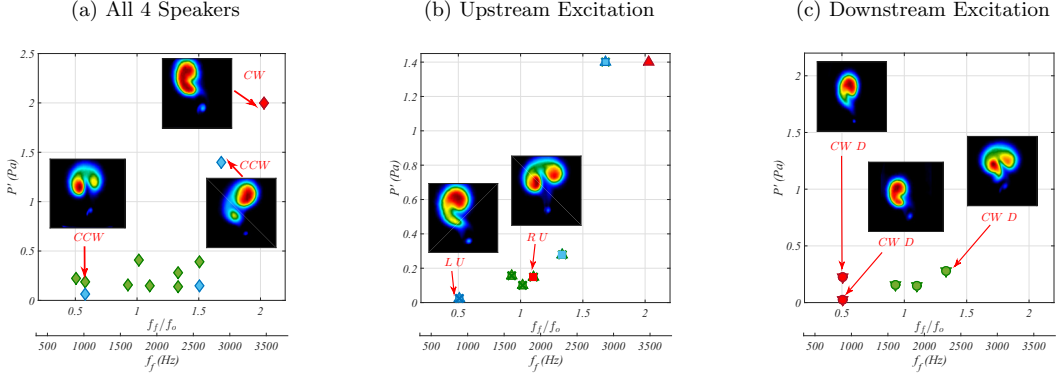 (a) All 4 Speakers
2.5
2
1.5
1
0.5
0
P' (Pa)
CW
CCW
CCW
0.5 1 1.5 2
f_f/f_o
500 1000 1500 2000 2500 3000 3500
f_f (Hz)
(b) Upstream Excitation
1.4
1.2
1
0.8
0.6
0.4
0.2
0
P' (Pa)
L U
R U
0.5 1 1.5 2
f_f/f_o
500 1000 1500 2000 2500 3000 3500
f_f (Hz)
(c) Downstream Excitation
2
1.5
1
0.5
0
P' (Pa)
CW D
CW D
CW D
0.5 1 1.5 2
f_f/f_o
500 1000 1500 2000 2500 3000 3500
f_f (Hz)